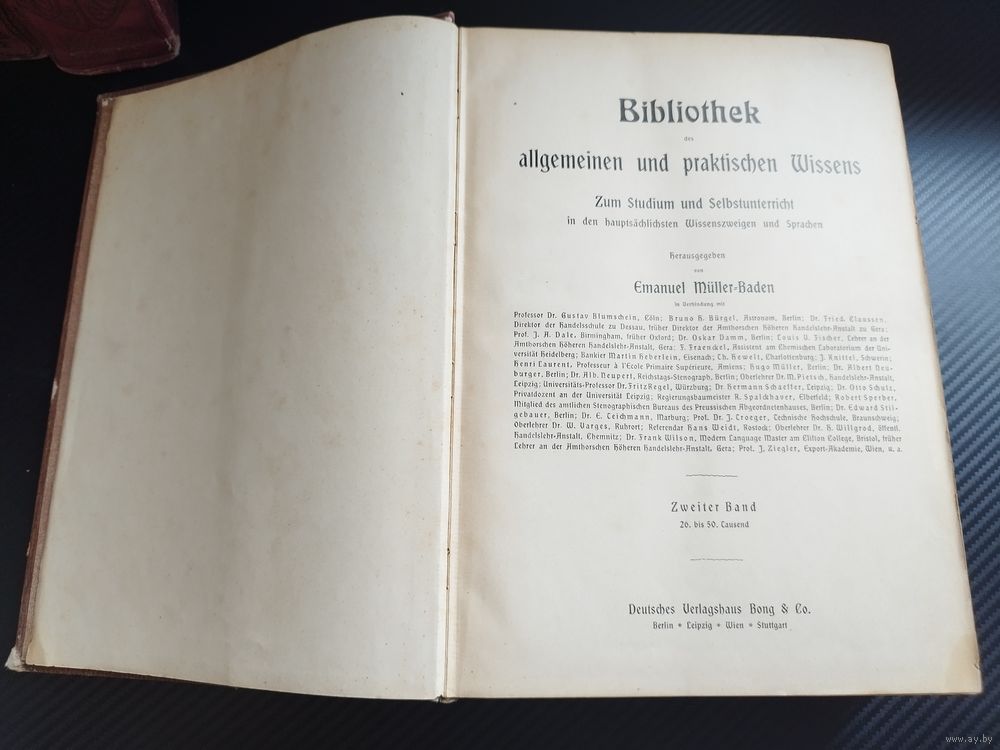 Bibliothek
des
allgemeinen und praktischen Wissens
Zum Studium und Selbstunterricht
in den hauptsächlichsten Wissenszweigen und Sprachen
Herausgegeben
von
Emanuel Müller-Baden
in Verbindung mit
Professor Dr. Gustav Blumschein, Cöln; Bruno H. Bürgel, Astronom, Berlin; Dr. Fried. Claussen,
Direktor der Handelsschule zu Dessau, früher Direktor der Amthorschen Höheren Handelslehr-Anstalt zu Gera;
Prof. J. A. Dale, Birmingham, früher Oxford; Dr. Oskar Damm, Berlin; Louis U. Fischer, Lehrer an der
Amthorschen Höheren Handelslehr-Anstalt, Gera; F. Fraenckel, Assistent am Chemischen Laboratorium der Uni-
versität Heidelberg; Bankier Martin Heberlein, Eisenach; Ch. Hewelt, Charlottenburg; J. Knittel, Schwerin;
Henri Laurent, Professeur à l'École Primaire Supérieure, Amiens; Hugo Müller, Berlin; Dr. Albert Neu-
burger, Berlin; Dr. Alb. Neupert, Reichstags-Stenograph, Berlin; Oberlehrer Dr. M. Pietsch, Handelslehr-Anstalt,
Leipzig; Universitäts-Professor Dr. Fritz Regel, Würzburg; Dr. Hermann Schaeffer, Leipzig; Dr. Otto Schulz,
Privatdozent an der Universität Leipzig; Regierungsbaumeister R. Spalckhaver, Elberfeld; Robert Sperber,
Mitglied des amtlichen Stenographischen Bureaus des Preussischen Abgeordnetenhauses, Berlin; Dr. Edward Stil-
gebauer, Berlin; Dr. E. Teichmann, Marburg; Prof. Dr. J. Troeger, Technische Hochschule, Braunschweig;
Oberlehrer Dr. W. Varges, Ruhrort; Referendar Hans Weidt, Rostock; Oberlehrer Dr. H. Willgrod, öffentl.
Handelslehr-Anstalt, Chemnitz; Dr. Frank Wilson, Modern Language Master am Clifton College, Bristol, früher
Lehrer an der Amthorschen Höheren Handelslehr-Anstalt, Gera; Prof. J. Ziegler, Export-Akademie, Wien, u. a.
Zweiter Band
26. bis 50. Tausend
Deutsches Verlagshaus Bong & Co.
Berlin * Leipzig * Wien * Stuttgart
www.ay.by